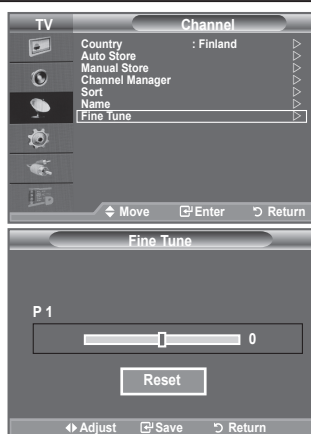 TV Channel
Country : Finland
Auto Store
Manual Store
Channel Manager
Sort
Name
Fine Tune
Move Enter Return
Fine Tune
P 1
0
Reset
Adjust Save Return